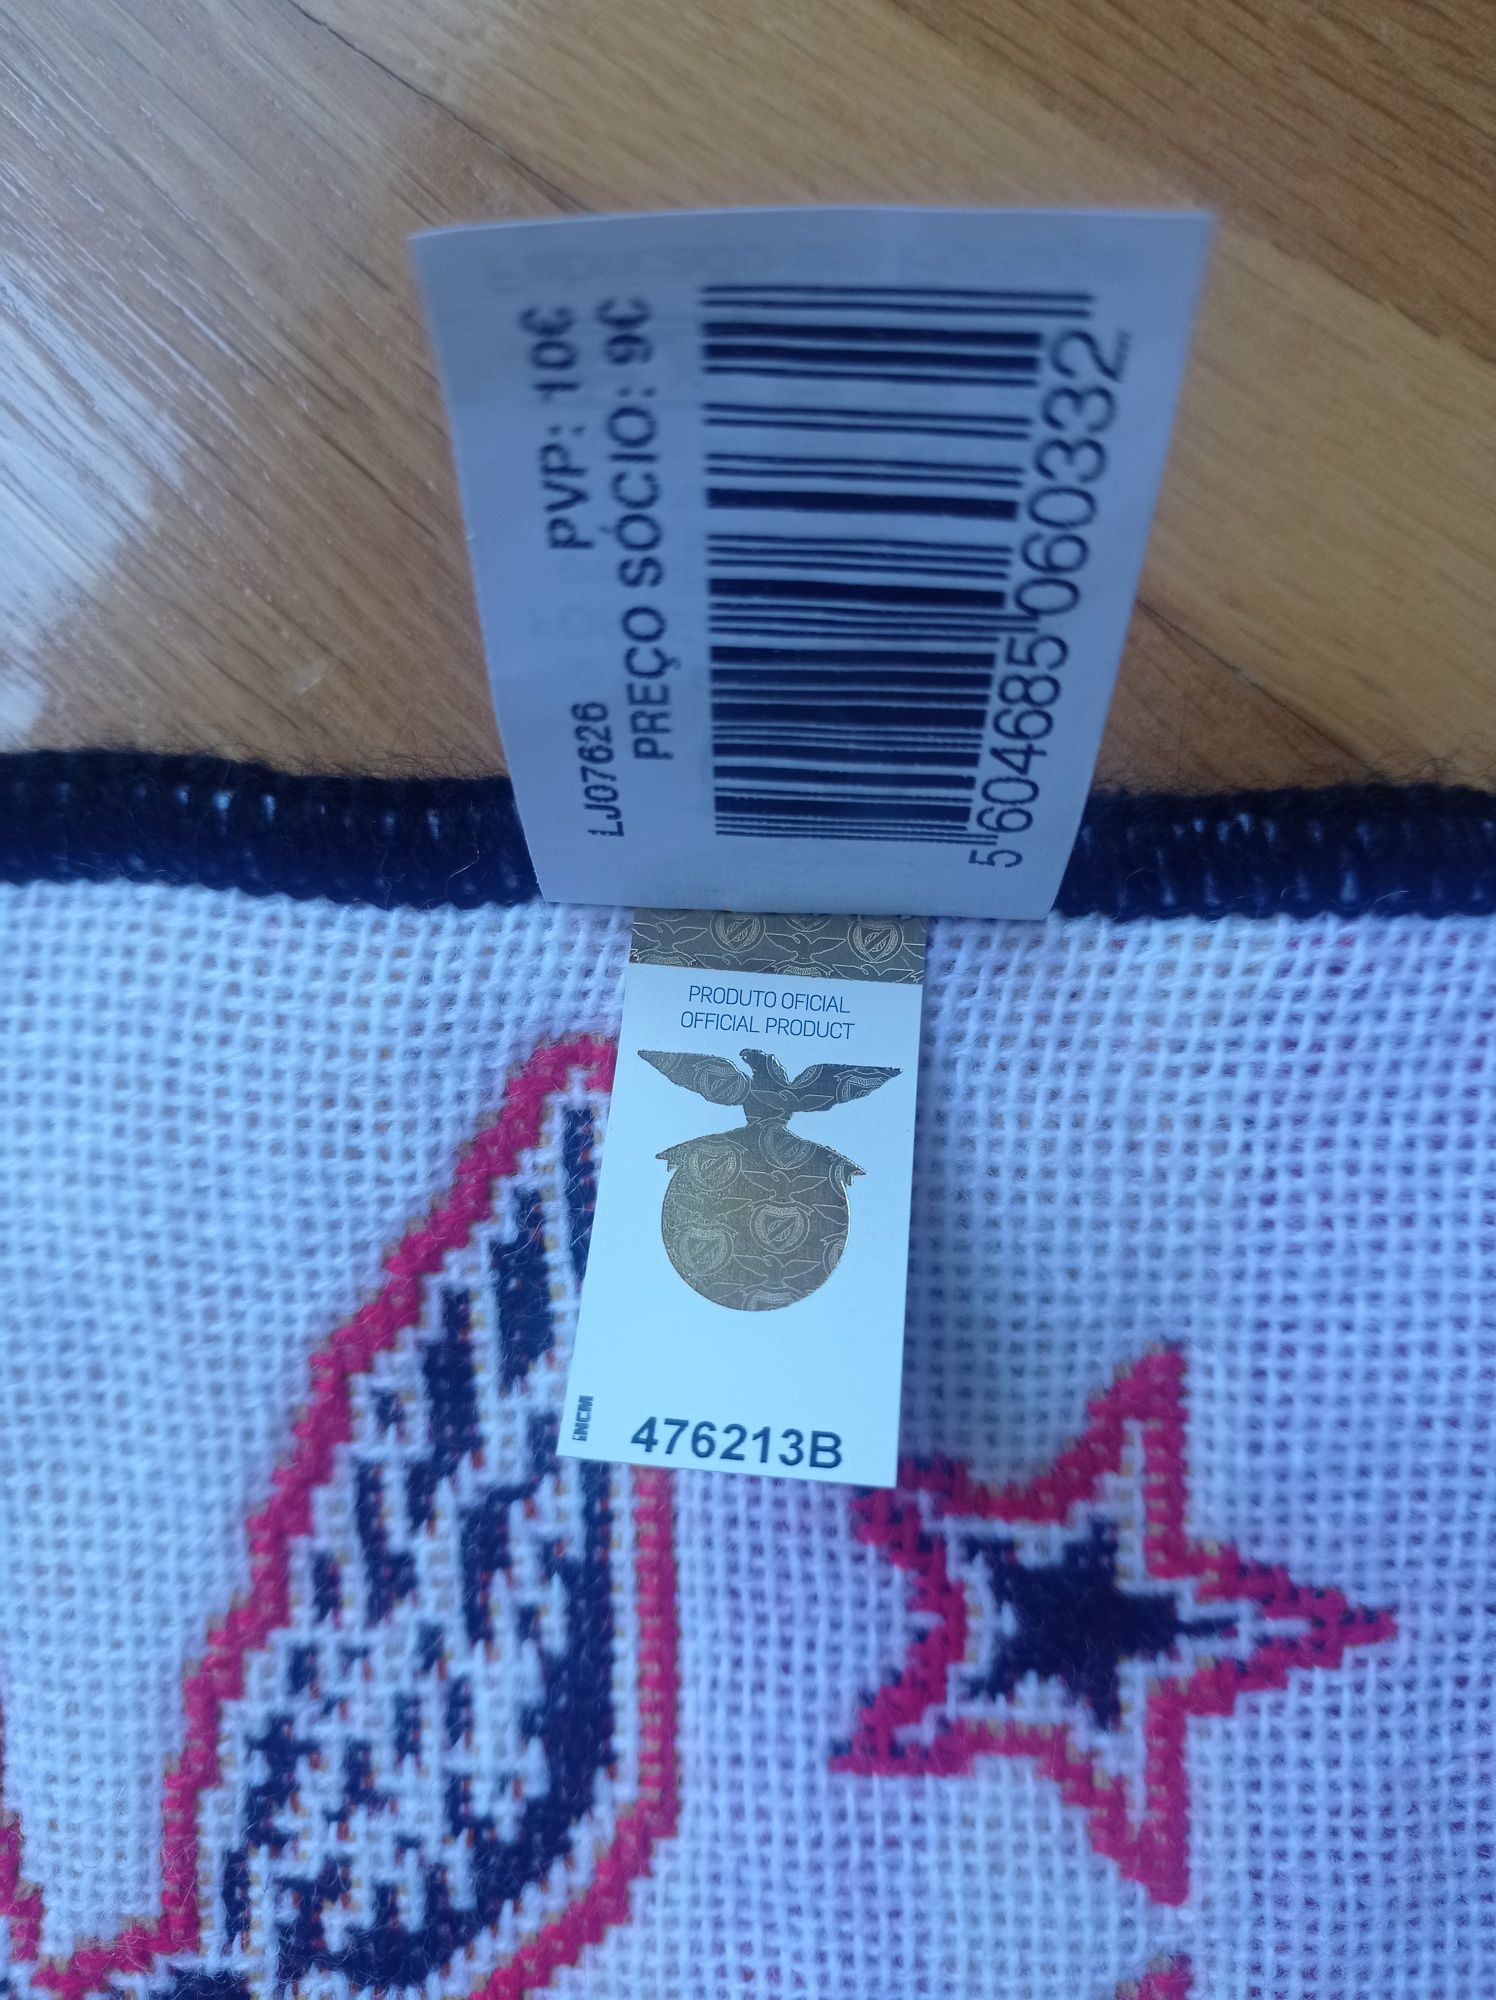 LJ07626
PVP: 10€
PREÇO SÓCIO: 9€
5 604685 060332
PRODUTO OFICIAL
OFFICIAL PRODUCT
INCM
476213B